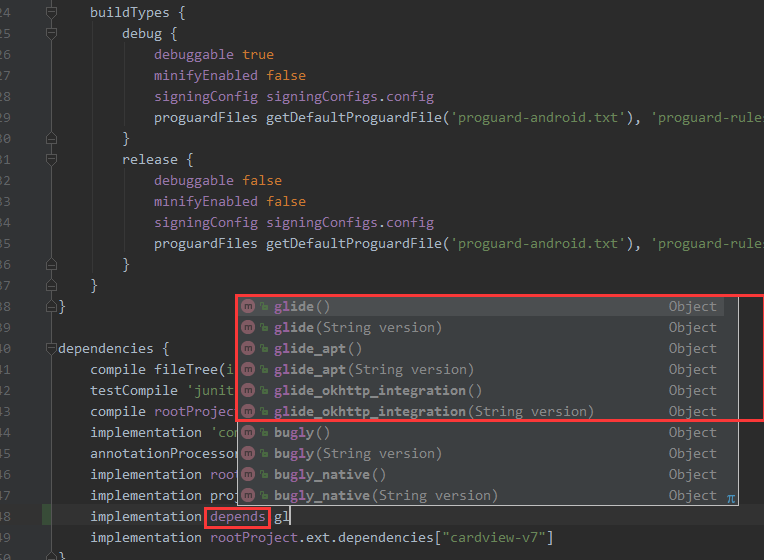 24 buildTypes {
25 debug {
26 debuggable true
27 minifyEnabled false
28 signingConfig signingConfigs.config
29 proguardFiles getDefaultProguardFile('proguard-android.txt'), 'proguard-rules
30 }
31 release {
32 debuggable false
33 minifyEnabled false
34 signingConfig signingConfigs.config
35 proguardFiles getDefaultProguardFile('proguard-android.txt'), 'proguard-rules
36 }
37 }
38 }
39
40 dependencies {
41 compile fileTree(i
42 testCompile 'junit
43 compile rootProject
44 implementation 'co
45 annotationProcessor
46 implementation root
47 implementation proj
48 implementation depends gl
49 implementation rootProject.ext.dependencies["cardview-v7"]
50 }
m glide() Object
m glide(String version) Object
m glide_apt() Object
m glide_apt(String version) Object
m glide_okhttp_integration() Object
m glide_okhttp_integration(String version) Object
m bugly() Object
m bugly(String version) Object
m bugly_native() Object
m bugly_native(String version) Object π